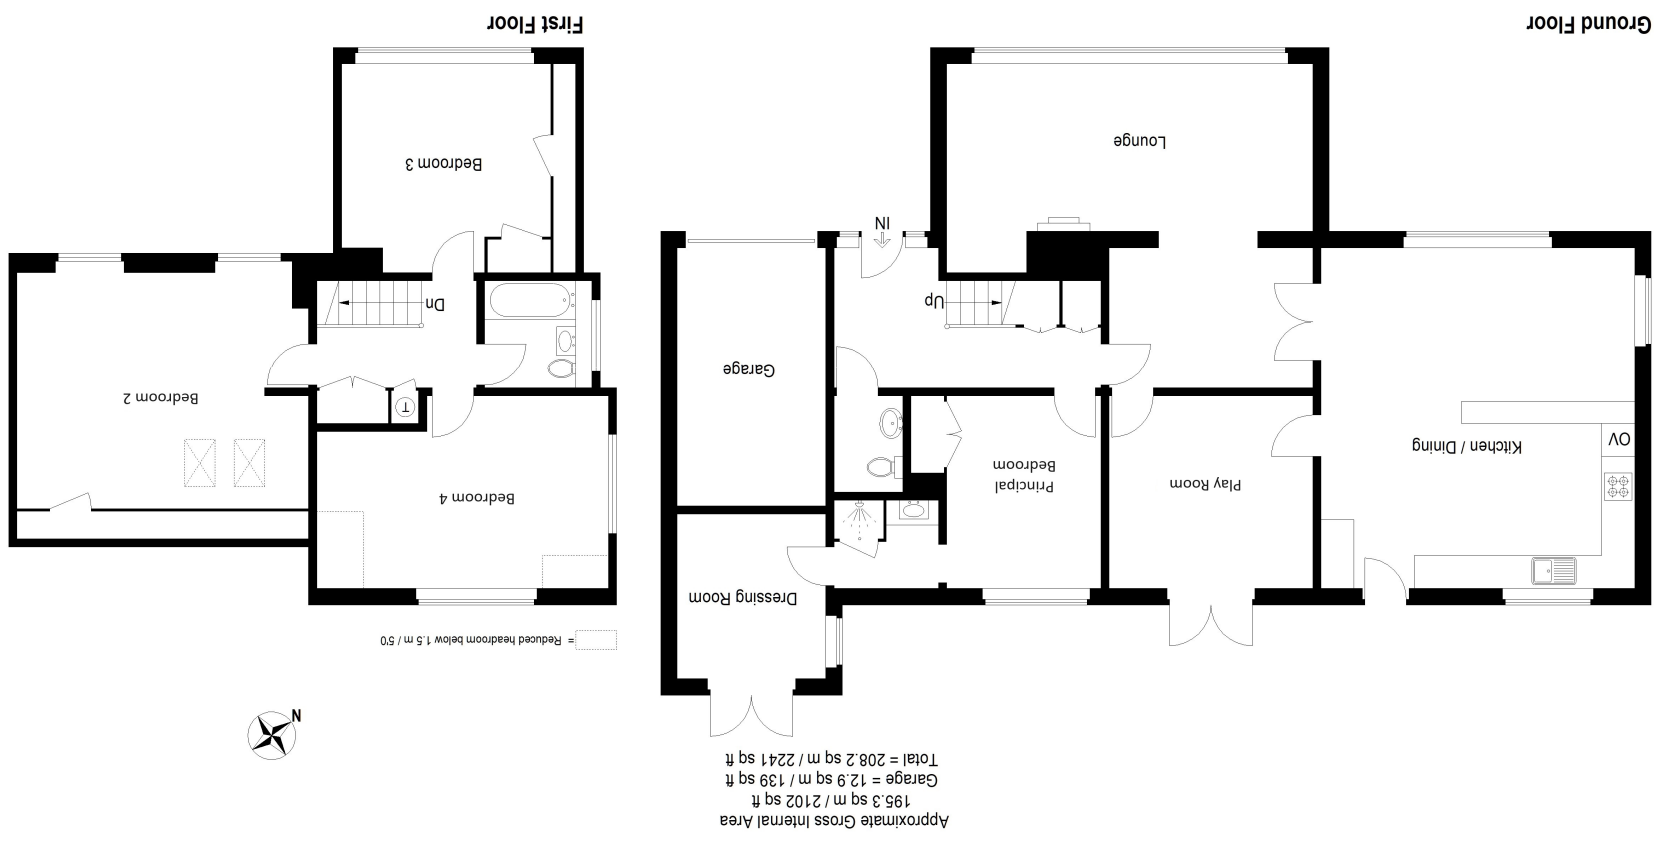 Approximate Gross Internal Area
195.3 sq m / 2102 sq ft
Garage = 12.9 sq m / 139 sq ft
Total = 208.2 sq m / 2241 sq ft
N
= Reduced headroom below 1.5 m / 5'0
Dressing Room
Play Room
Principal
Bedroom
Kitchen / Dining
OV
Garage
Up
IN
Lounge
Ground Floor
Bedroom 4
T
Bedroom 2
Dn
Bedroom 3
First Floor